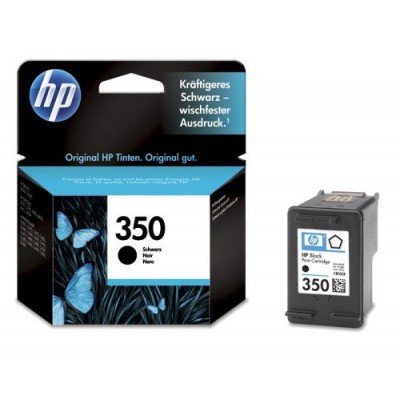 hp
Kräftigeres
Schwarz –
wischfester
Ausdruck.¹
Original HP Tinten. Original gut.
350
Schwarz
Noir
Nero
hp
HP Black
Print Cartridge
350